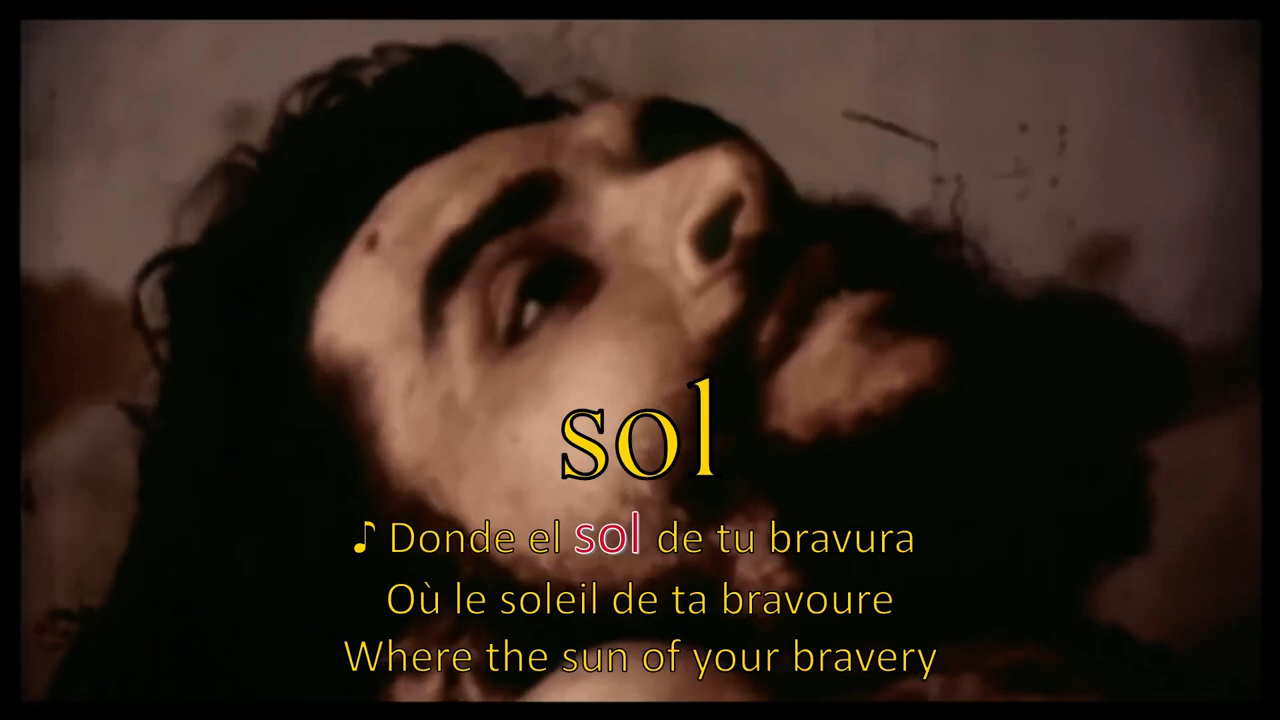 sol
♪ Donde el sol de tu bravura
Où le soleil de ta bravoure
Where the sun of your bravery